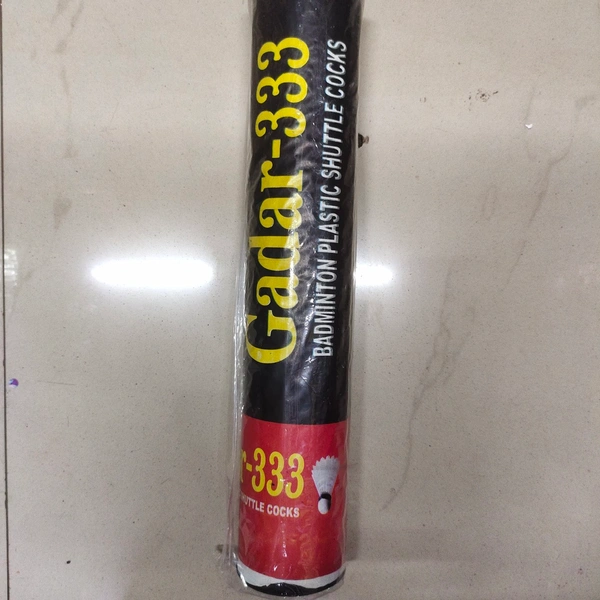 Gadar-333
BADMINTON PLASTIC SHUTTLE COCKS
r-333
SHUTTLE COCKS